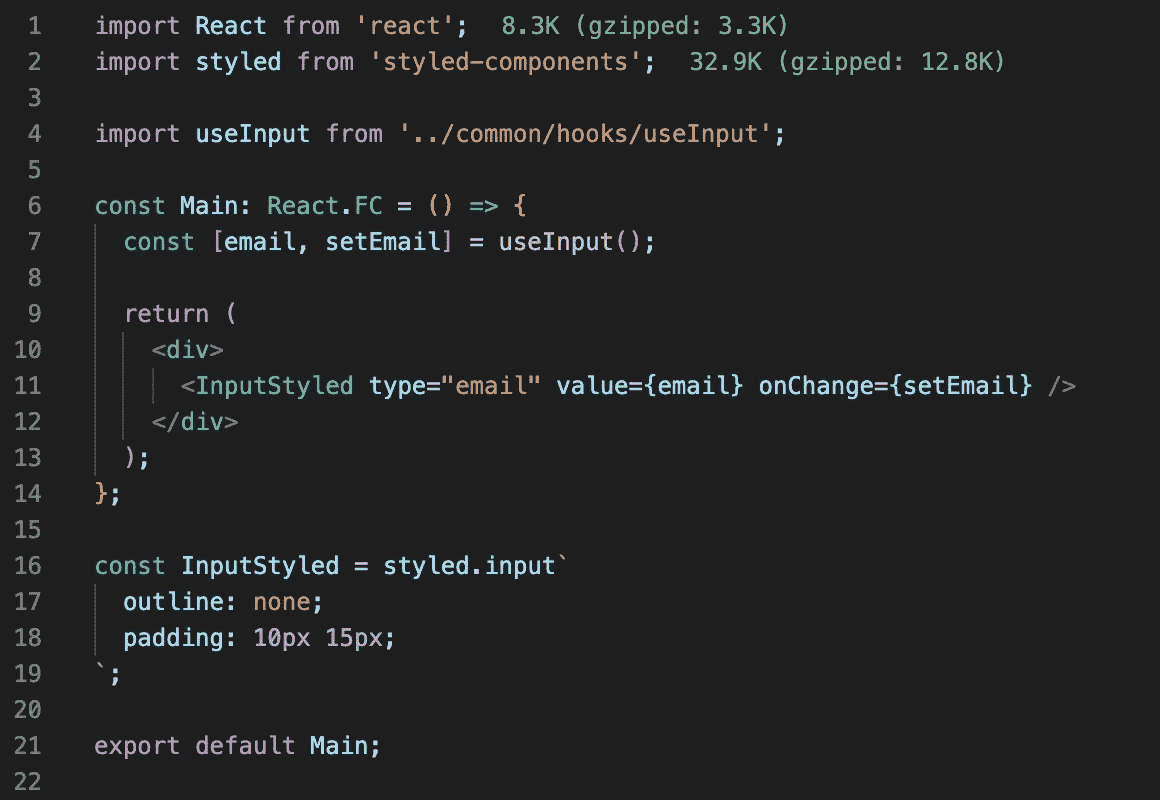 1 import React from 'react'; 8.3K (gzipped: 3.3K)
2 import styled from 'styled-components'; 32.9K (gzipped: 12.8K)
3
4 import useInput from '../common/hooks/useInput';
5
6 const Main: React.FC = () => {
7   const [email, setEmail] = useInput();
8
9   return (
10     <div>
11       <InputStyled type="email" value={email} onChange={setEmail} />
12     </div>
13   );
14 };
15
16 const InputStyled = styled.input`
17   outline: none;
18   padding: 10px 15px;
19 `;
20
21 export default Main;
22